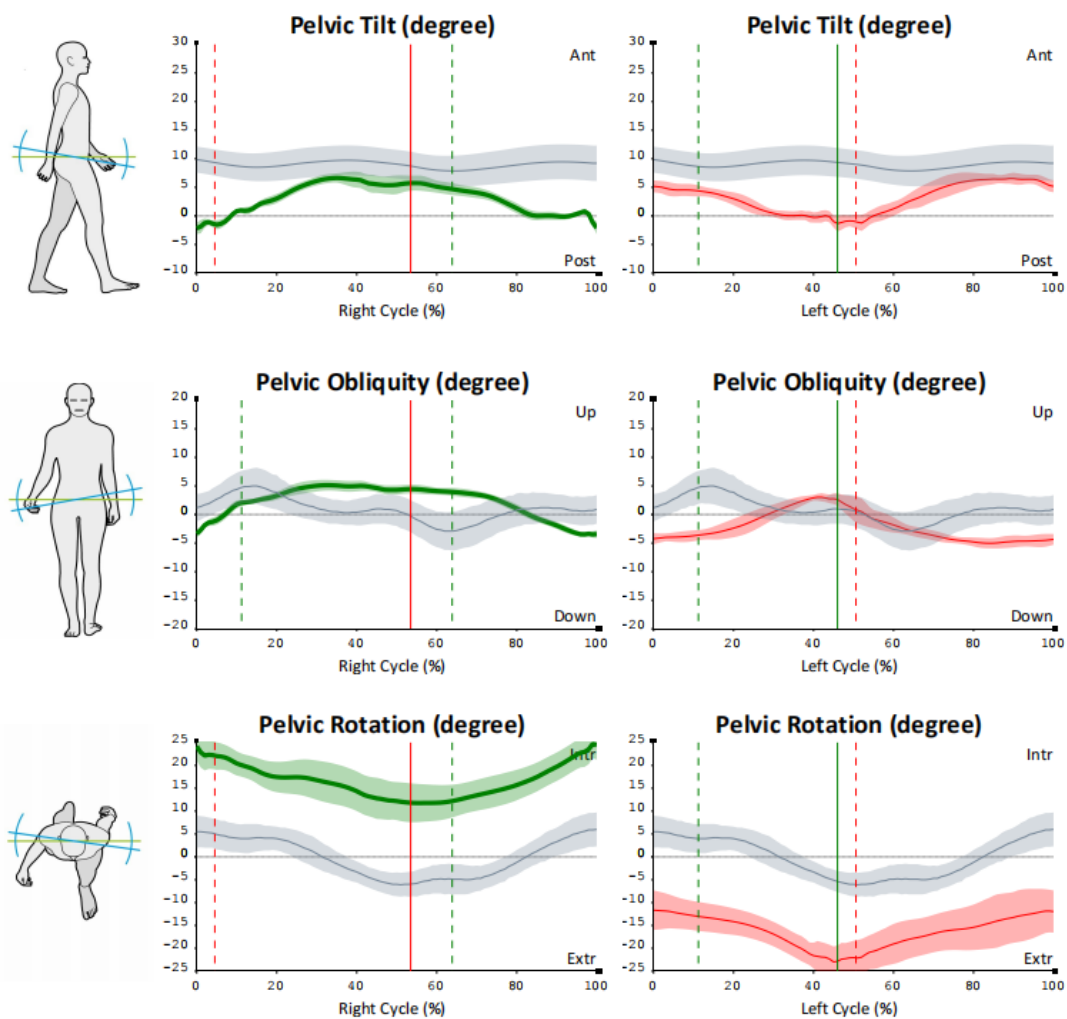 Pelvic Tilt (degree)
30
25
20
15
10
5
0
-5
-10
Ant
Post
0 20 40 60 80 100
Right Cycle (%)
Pelvic Tilt (degree)
30
25
20
15
10
5
0
-5
-10
Ant
Post
0 20 40 60 80 100
Left Cycle (%)
Pelvic Obliquity (degree)
20
15
10
5
0
-5
-10
-15
-20
Up
Down
0 20 40 60 80 100
Right Cycle (%)
Pelvic Obliquity (degree)
20
15
10
5
0
-5
-10
-15
-20
Up
Down
0 20 40 60 80 100
Left Cycle (%)
Pelvic Rotation (degree)
25
20
15
10
5
0
-5
-10
-15
-20
-25
Intr
Extr
0 20 40 60 80 100
Right Cycle (%)
Pelvic Rotation (degree)
25
20
15
10
5
0
-5
-10
-15
-20
-25
Intr
Extr
0 20 40 60 80 100
Left Cycle (%)